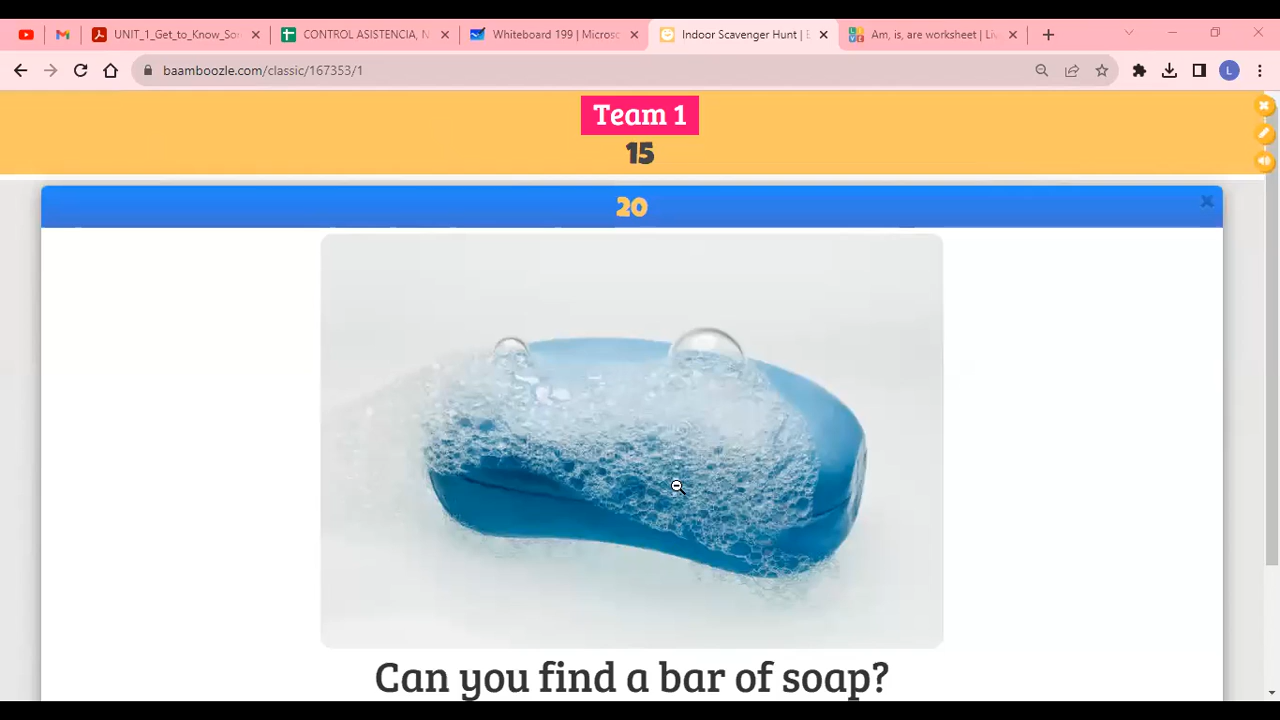 UNIT_1_Get_to_Know_So
CONTROL ASISTENCIA, N
Whiteboard 199 | Micros
Indoor Scavenger Hunt |
Am, is, are worksheet | Liv
baamboozle.com/classic/167353/1
L
Team 1
15
20
Can you find a bar of soap?